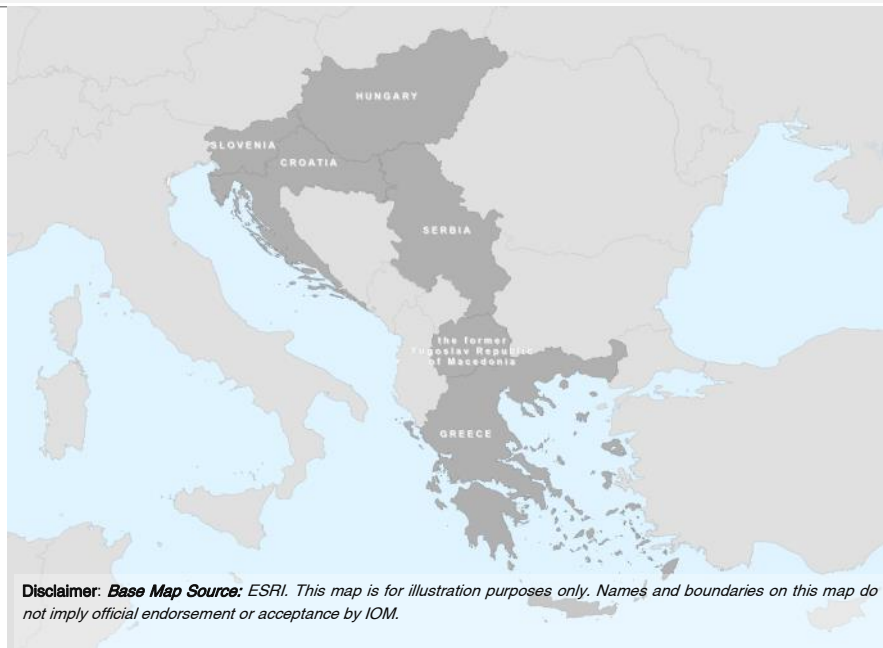 HUNGARY
SLOVENIA
CROATIA
SERBIA
the former
Yugoslav Republic
of Macedonia
GREECE
Disclaimer: Base Map Source: ESRI. This map is for illustration purposes only. Names and boundaries on this map do
not imply official endorsement or acceptance by IOM.